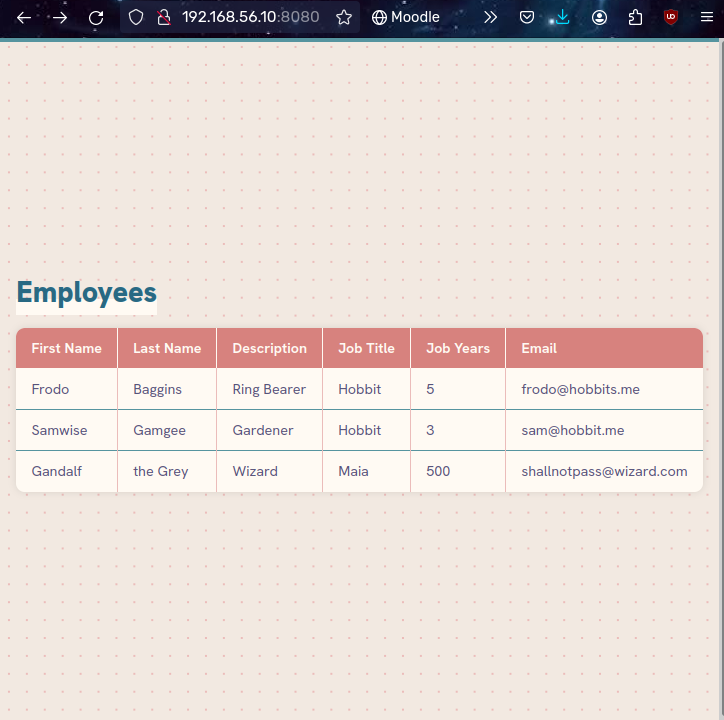 192.168.56.10:8080 Moodle
Employees
First Name Last Name Description Job Title Job Years Email
Frodo Baggins Ring Bearer Hobbit 5 frodo@hobbits.me
Samwise Gamgee Gardener Hobbit 3 sam@hobbit.me
Gandalf the Grey Wizard Maia 500 shallnotpass@wizard.com